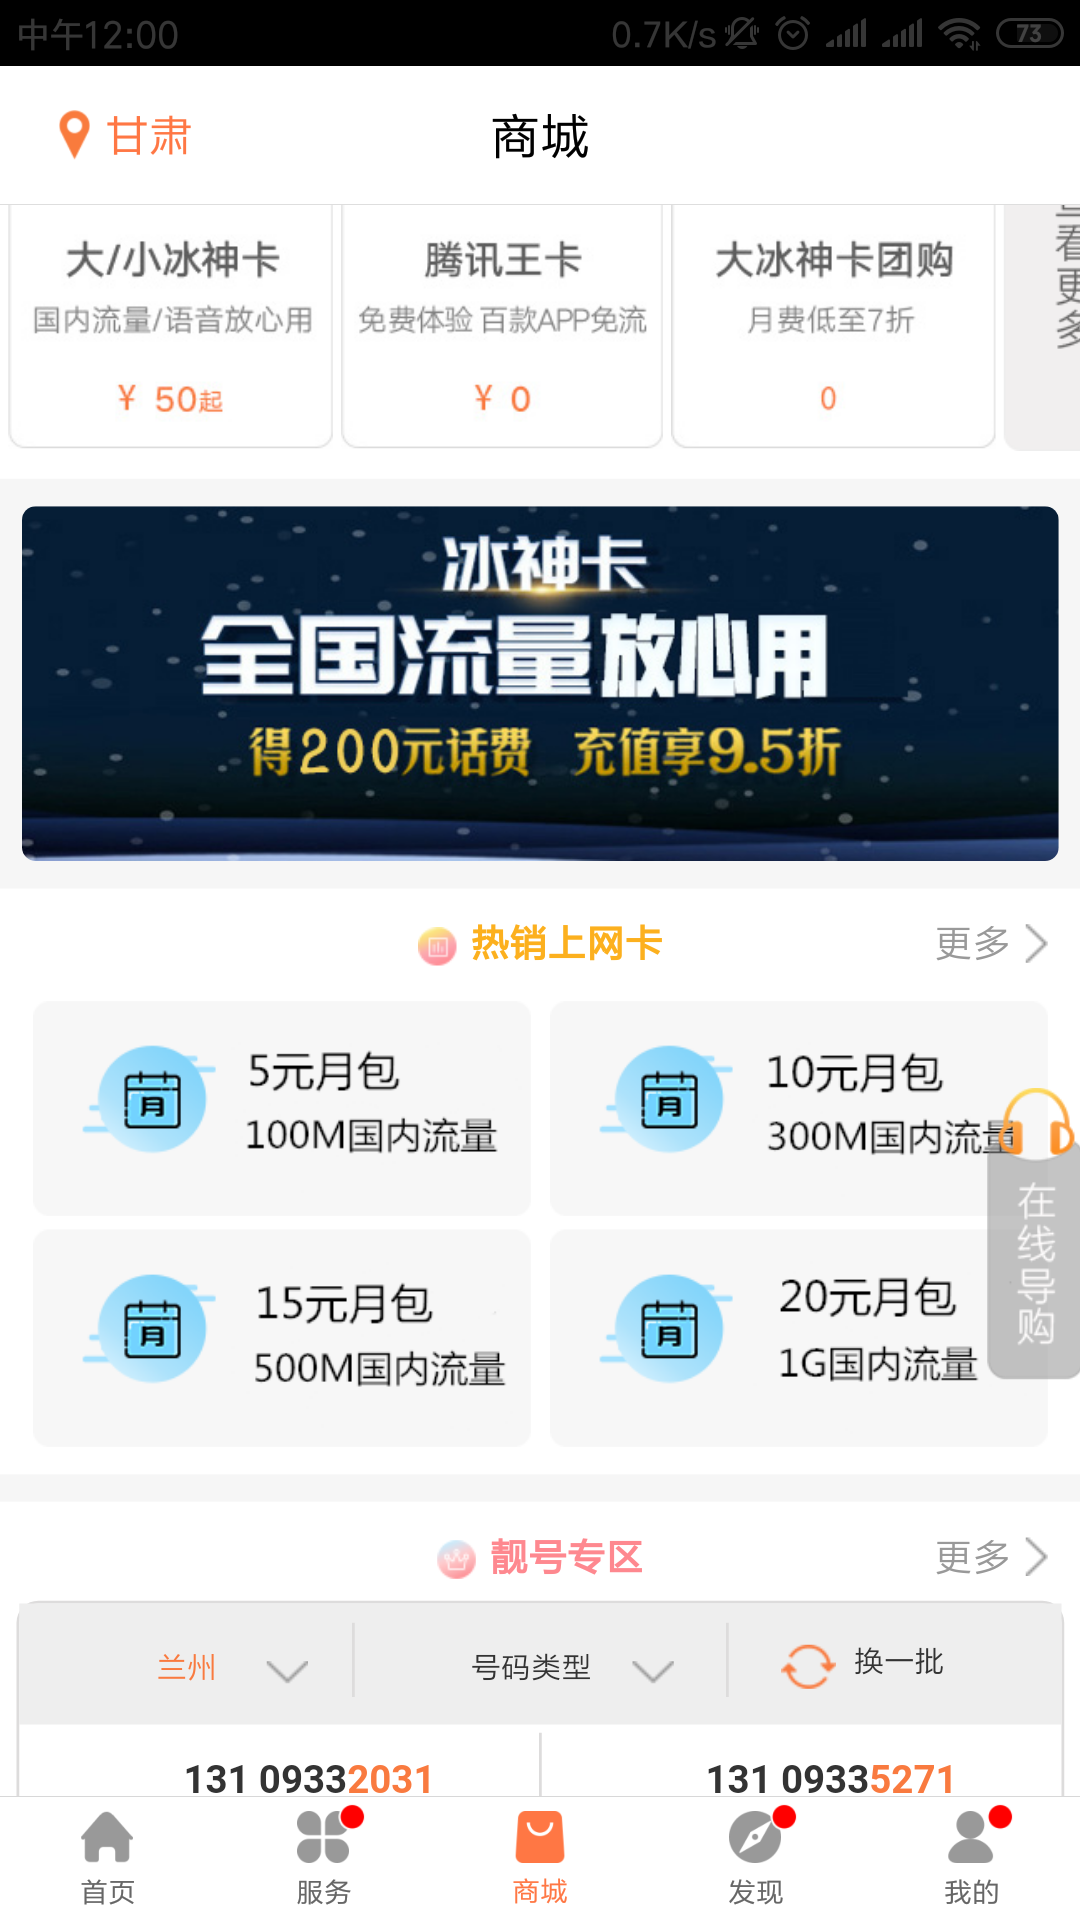 中午12:00
0.7K/s
73
甘肃
商城
大/小冰神卡
国内流量/语音放心用
¥ 50起
腾讯王卡
免费体验 百款APP免流
¥ 0
大冰神卡团购
月费低至7折
0
看更多
冰神卡
全国流量放心用
得200元话费 充值享9.5折
热销上网卡
更多
5元月包
100M国内流量
10元月包
300M国内流量
15元月包
500M国内流量
20元月包
1G国内流量
在线导购
靓号专区
更多
兰州
号码类型
换一批
131 09332031
131 09335271
首页
服务
商城
发现
我的